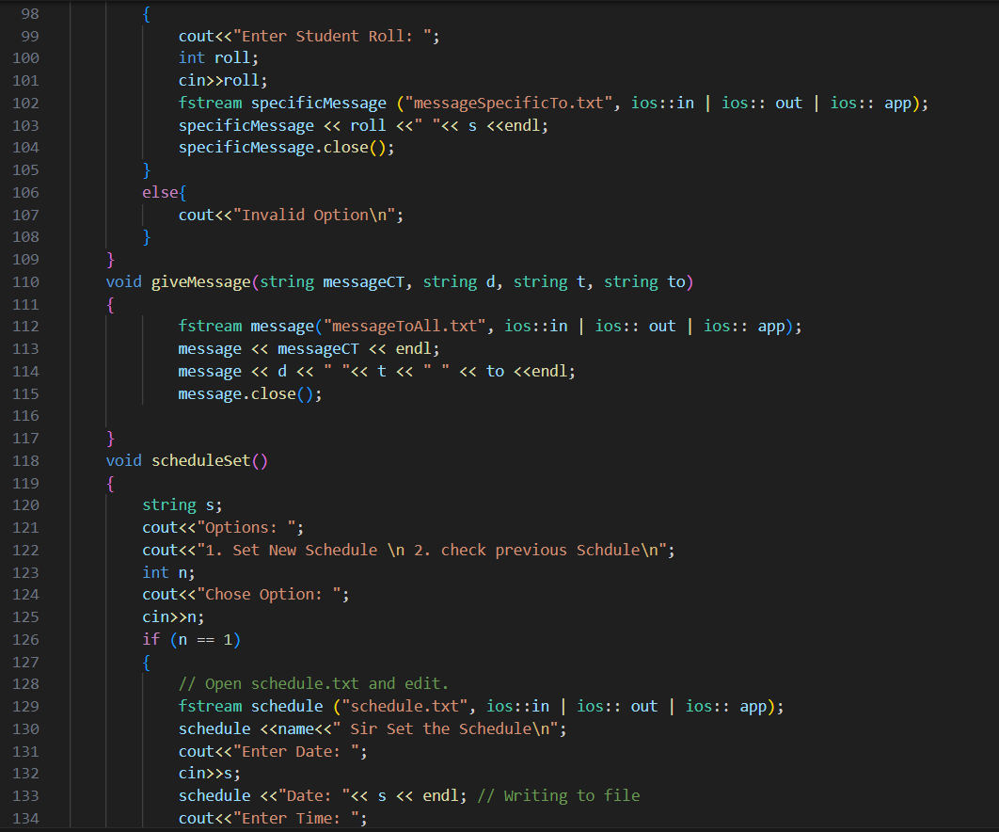 98 {
99 cout<<"Enter Student Roll: ";
100 int roll;
101 cin>>roll;
102 fstream specificMessage ("messageSpecificTo.txt", ios::in | ios:: out | ios:: app);
103 specificMessage << roll <<" "<< s <<endl;
104 specificMessage.close();
105 }
106 else{
107 cout<<"Invalid Option\n";
108 }
109 }
110 void giveMessage(string messageCT, string d, string t, string to)
111 {
112 fstream message("messageToAll.txt", ios::in | ios:: out | ios:: app);
113 message << messageCT << endl;
114 message << d << " "<< t << " " << to <<endl;
115 message.close();
116
117 }
118 void scheduleSet()
119 {
120 string s;
121 cout<<"Options: ";
122 cout<<"1. Set New Schedule \n 2. check previous Schdule\n";
123 int n;
124 cout<<"Chose Option: ";
125 cin>>n;
126 if (n == 1)
127 {
128 // Open schedule.txt and edit.
129 fstream schedule ("schedule.txt", ios::in | ios:: out | ios:: app);
130 schedule <<name<<" Sir Set the Schedule\n";
131 cout<<"Enter Date: ";
132 cin>>s;
133 schedule <<"Date: "<< s << endl; // Writing to file
134 cout<<"Enter Time: ";